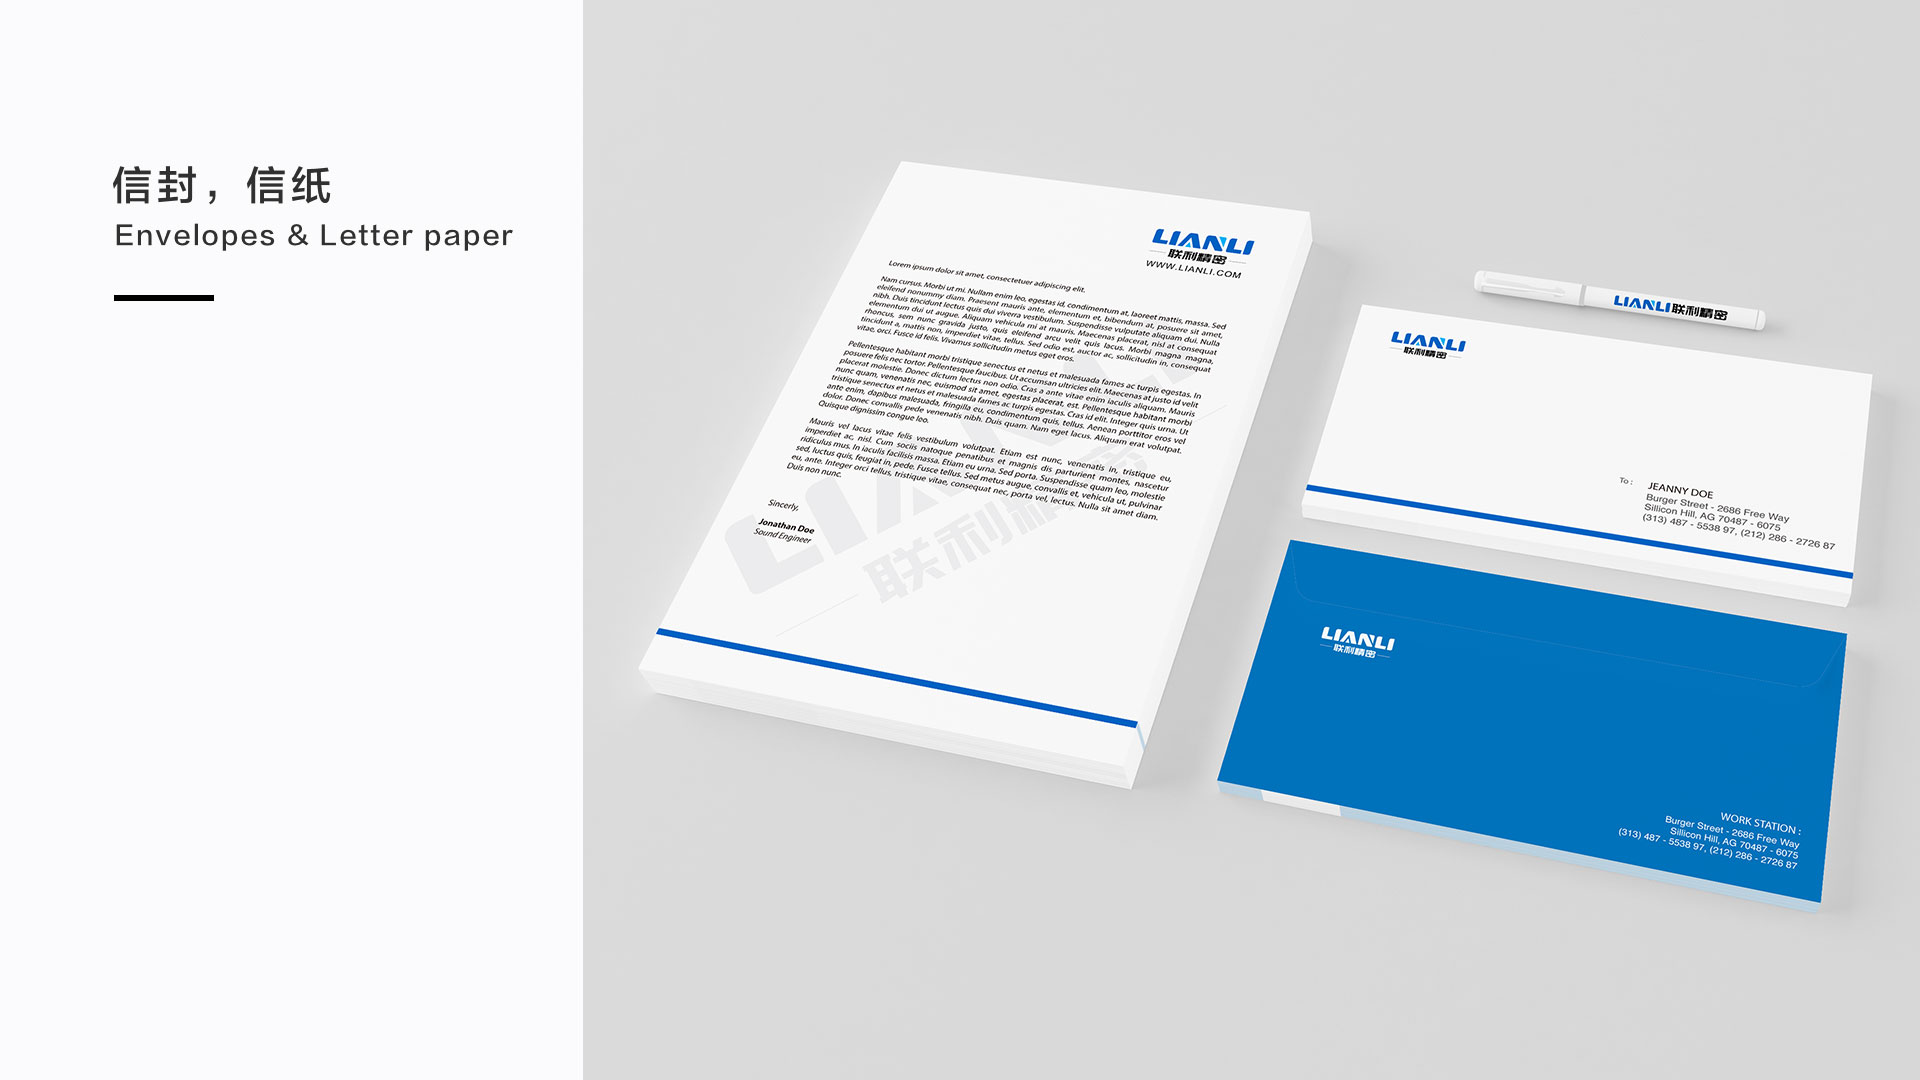 信封，信纸
Envelopes & Letter paper
LIANLI
联利精密
WWW.LIANLI.COM
Lorem ipsum dolor sit amet, consectetuer adipiscing elit.
Nam cursus. Morbi ut mi. Nullam enim leo, egestas id, condimentum at, laoreet mattis, massa. Sed
eleifend nonummy diam. Praesent mauris ante, elementum et, bibendum at, posuere sit amet,
nibh. Duis tincidunt lectus quis dui viverra vestibulum. Suspendisse vulputate aliquam dui. Nulla
elementum dui ut augue. Aliquam vehicula mi at mauris. Maecenas placerat, nisl at consequat
rhoncus, sem nunc gravida justo, quis eleifend arcu velit quis lacus. Morbi magna magna,
tincidunt a, mattis non, imperdiet vitae, tellus. Sed odio est, auctor ac, sollicitudin in, consequat
vitae, orci. Fusce id felis. Vivamus sollicitudin metus eget eros.
Pellentesque habitant morbi tristique senectus et netus et malesuada fames ac turpis egestas. In
posuere felis nec tortor. Pellentesque faucibus. Ut accumsan ultricies elit. Maecenas at justo id velit
placerat molestie. Donec dictum lectus non odio. Cras a ante vitae enim iaculis aliquam. Mauris
nunc quam, venenatis nec, euismod sit amet, egestas placerat, est. Pellentesque habitant morbi
tristique senectus et netus et malesuada fames ac turpis egestas. Cras id elit. Integer quis urna. Ut
ante enim, dapibus malesuada, fringilla eu, condimentum quis, tellus. Aenean porttitor eros vel
dolor. Donec convallis pede venenatis nibh. Duis quam. Nam eget lacus. Aliquam erat volutpat.
Quisque dignissim congue leo.
Mauris vel lacus vitae felis vestibulum volutpat. Etiam est nunc, venenatis in, tristique eu,
imperdiet ac, nisl. Cum sociis natoque penatibus et magnis dis parturient montes, nascetur
ridiculus mus. In iaculis facilisis massa. Etiam eu urna. Sed porta. Suspendisse quam leo, molestie
sed, luctus quis, feugiat in, pede. Fusce tellus. Sed metus augue, convallis et, vehicula ut, pulvinar
eu, ante. Integer orci tellus, tristique vitae, consequat nec, porta vel, lectus. Nulla sit amet diam.
Duis non nunc.
Sincerly,
Jonathan Doe
Sound Engineer
LIANLI
联利精密
LIANLI联利精密
LIANLI
联利精密
To :
JEANNY DOE
Burger Street - 2686 Free Way
Sillicon Hill, AG 70487 - 6075
(313) 487 - 5538 97, (212) 286 - 2726 87
LIANLI
联利精密
WORK STATION :
Burger Street - 2686 Free Way
Sillicon Hill, AG 70487 - 6075
(313) 487 - 5538 97, (212) 286 - 2726 87